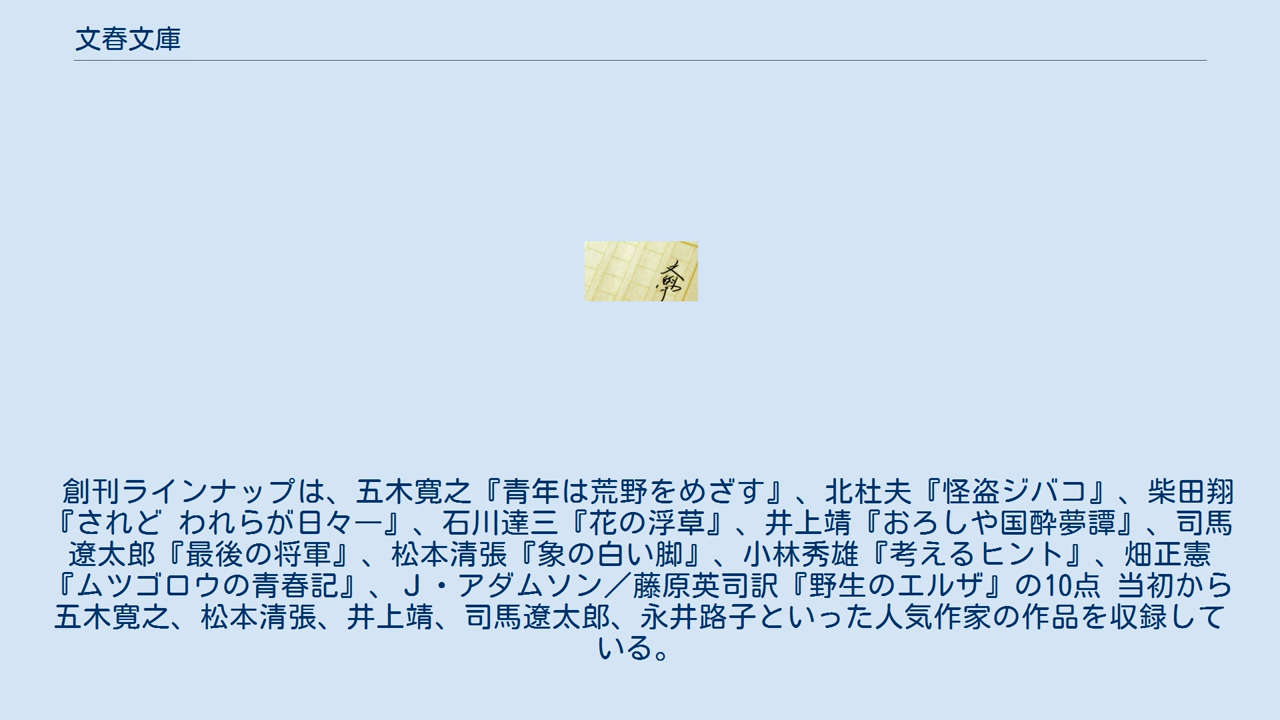 文春文庫
創刊ラインナップは、五木寛之『青年は荒野をめざす』、北杜夫『怪盗ジバコ』、柴田翔
『されど われらが日々―』、石川達三『花の浮草』、井上靖『おろしや国酔夢譚』、司馬
遼太郎『最後の将軍』、松本清張『象の白い脚』、小林秀雄『考えるヒント』、畑正憲
『ムツゴロウの青春記』、Ｊ・アダムソン／藤原英司訳『野生のエルザ』の10点 当初から
五木寛之、松本清張、井上靖、司馬遼太郎、永井路子といった人気作家の作品を収録して
いる。